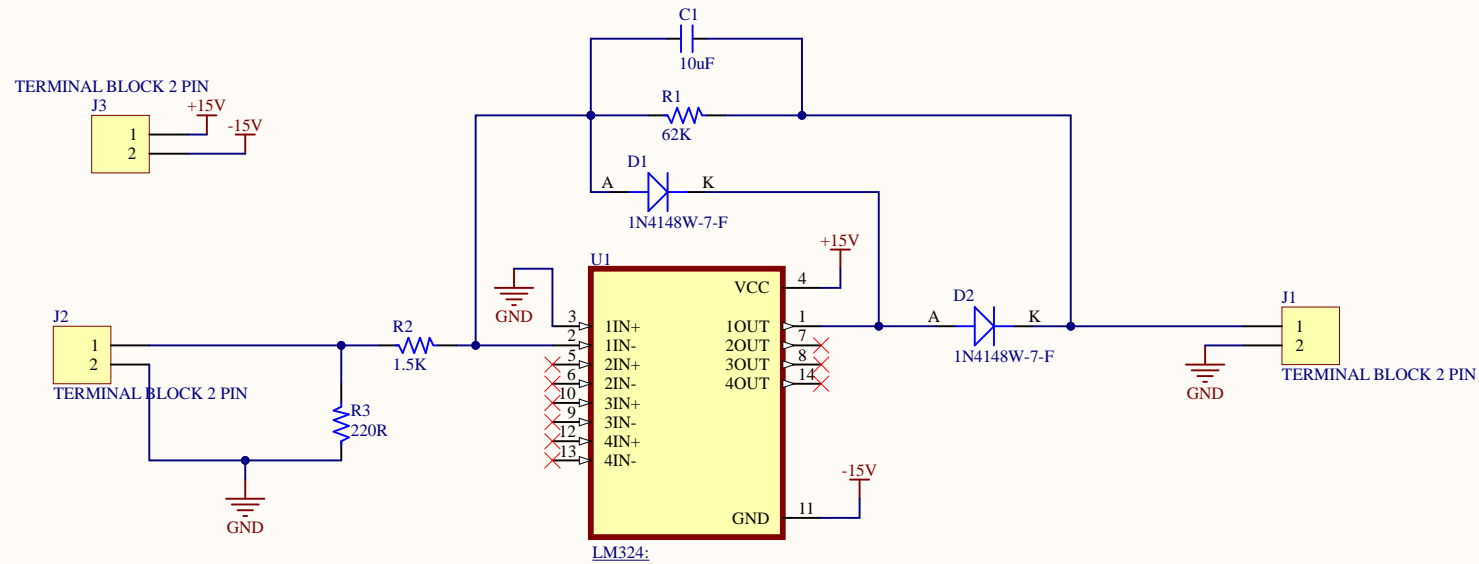 C1
10uF
TERMINAL BLOCK 2 PIN
J3
+15V
-15V
1
2
R1
62K
D1
A
K
1N4148W-7-F
+15V
U1
VCC
4
GND
3
1IN+
2
1IN-
5
2IN+
6
2IN-
10
3IN+
9
3IN-
12
4IN+
13
4IN-
1OUT
1
2OUT
7
3OUT
8
4OUT
14
D2
A
K
1N4148W-7-F
J1
1
2
TERMINAL BLOCK 2 PIN
GND
J2
1
2
TERMINAL BLOCK 2 PIN
R2
1.5K
R3
220R
GND
-15V
GND
11
LM324: